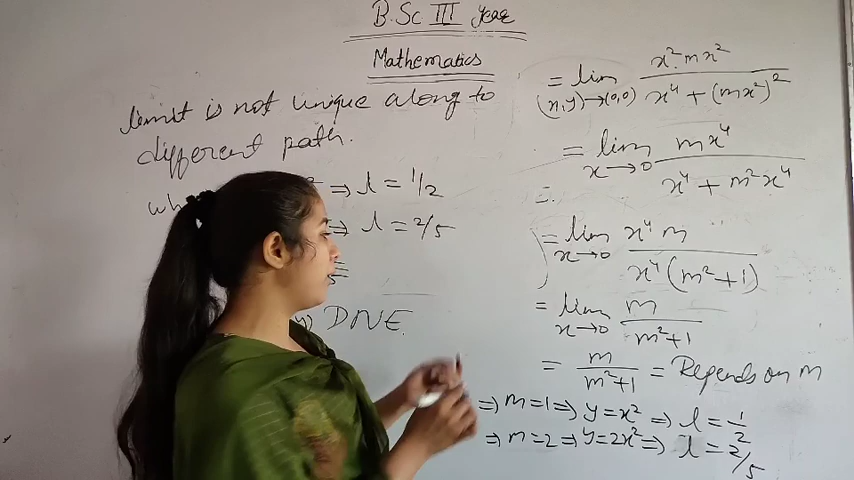 B.Sc III year
Mathematics
limit is not unique along to
different path.
wh
² ⇒ l = 1/2
⇒ l = 2/5
y) DNE.
= lim (x,y)→(0,0) x²·mx² / x⁴ + (mx²)²
= lim x→0 mx⁴ / x⁴ + m²x⁴
= lim x→0 x⁴ m / x⁴(m²+1)
= lim x→0 m / m²+1
= m / m²+1 = Depends on m
⇒ m=1 ⇒ y=x² ⇒ l = 1/2
⇒ m=2 ⇒ y=2x² ⇒ l = 2/5